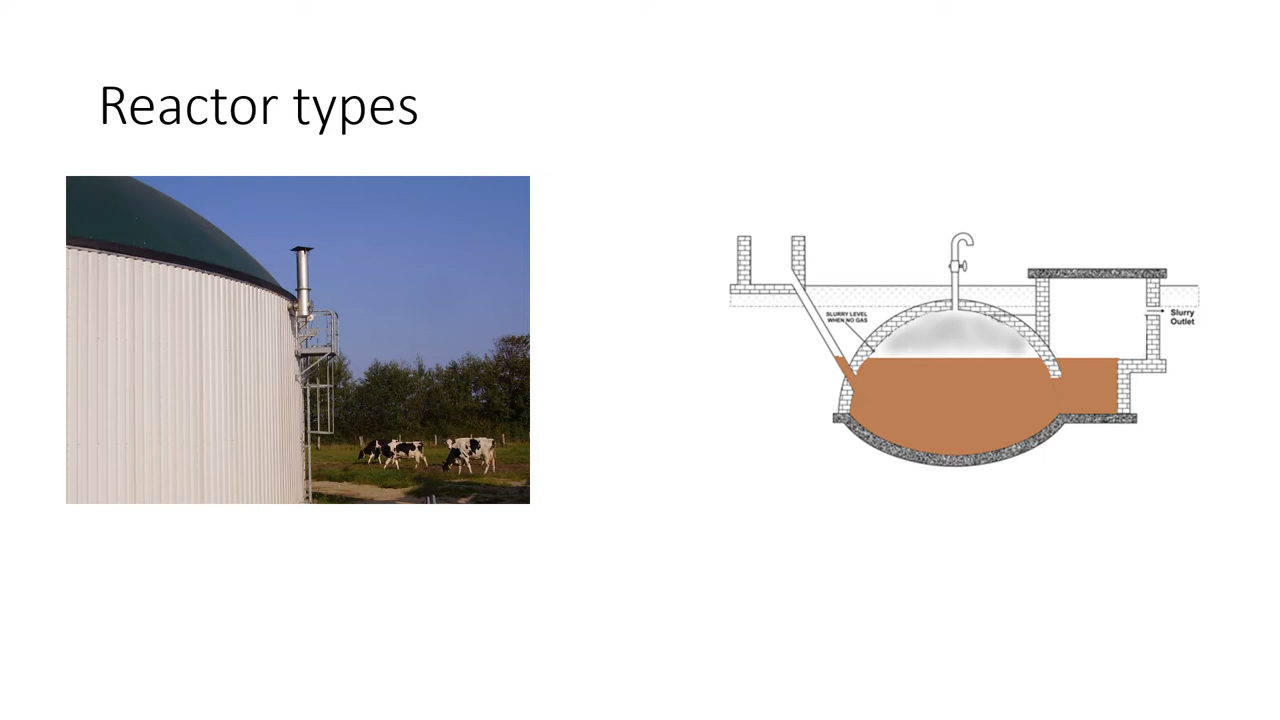 Reactor types
SLURRY LEVEL
WHEN NO GAS
Slurry
Outlet